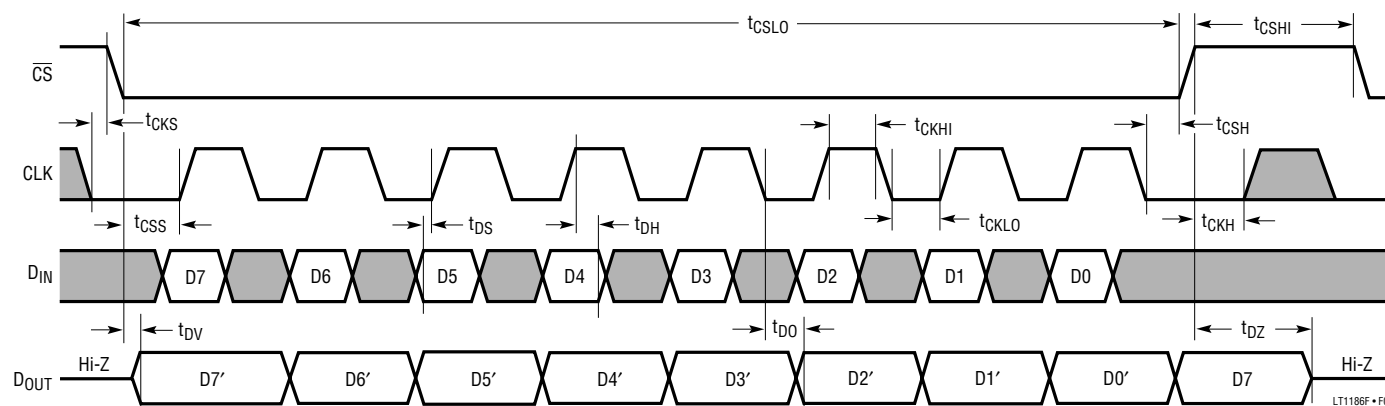 tCSLO
tCSHI
CS
tCKS
tCKHI
tCSH
CLK
tCSS
tDS
tDH
tCKLO
tCKH
DIN
D7
D6
D5
D4
D3
D2
D1
D0
tDV
tDO
tDZ
DOUT
Hi-Z
D7′
D6′
D5′
D4′
D3′
D2′
D1′
D0′
D7
Hi-Z
LT1186F •